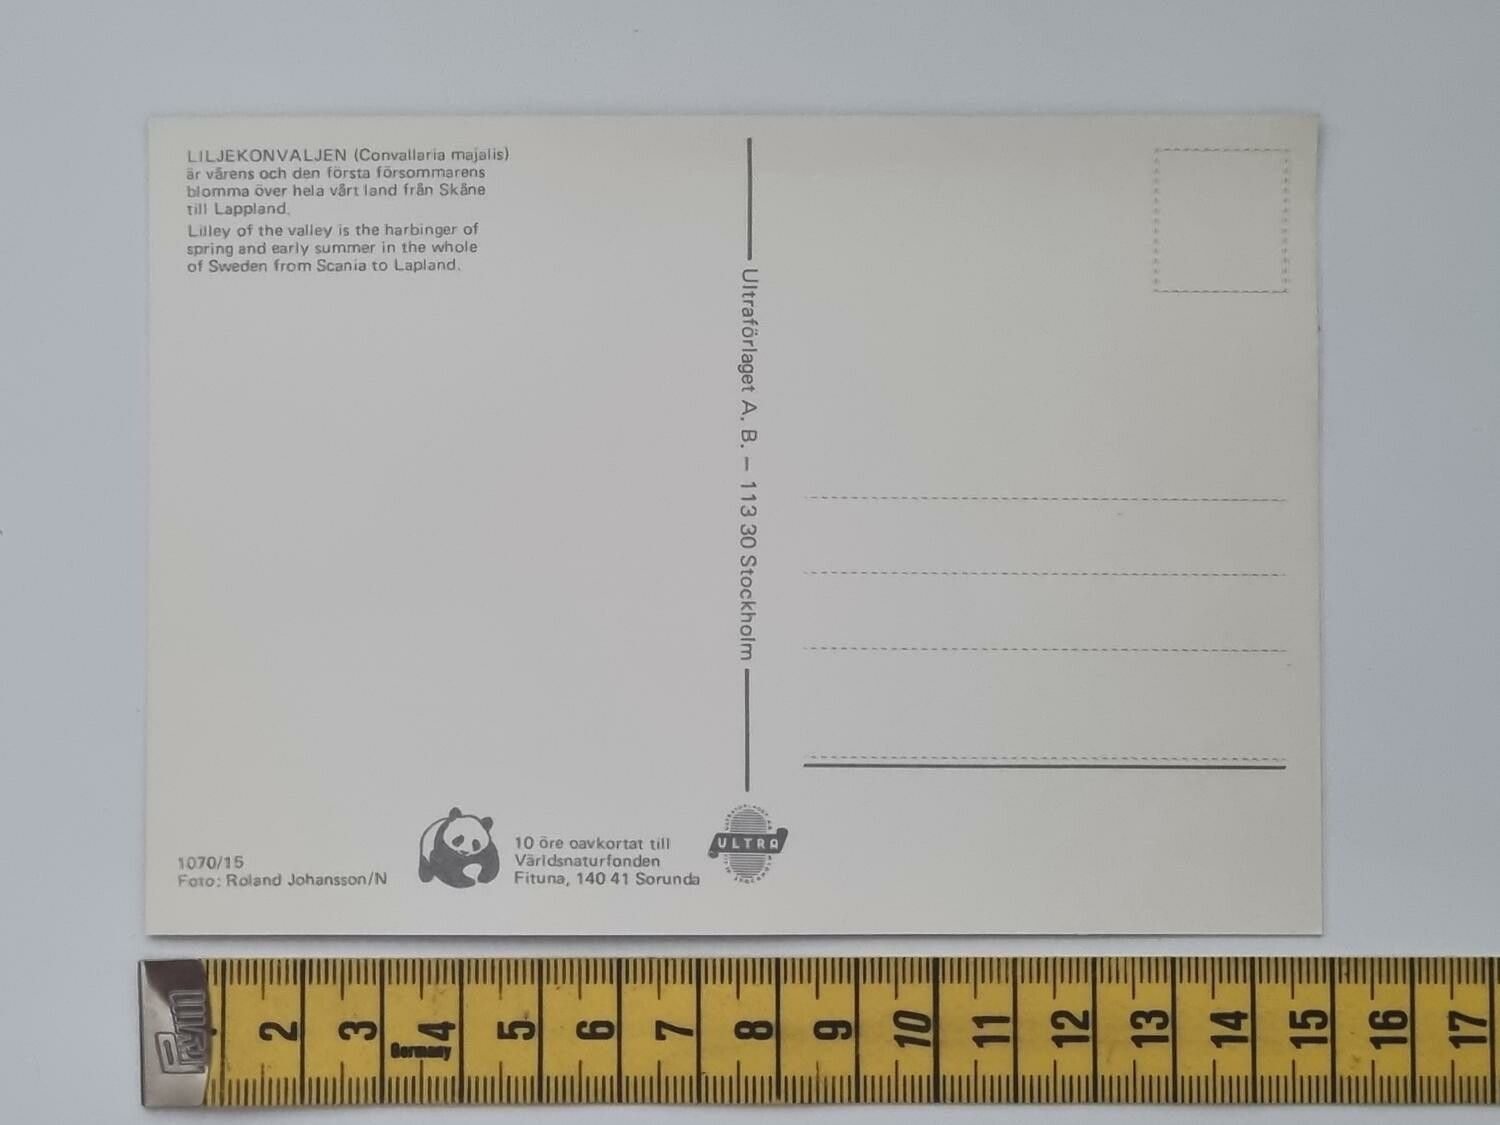 LILJEKONVALJEN (Convallaria majalis)
är vårens och den första försommarens
blomma över hela vårt land från Skåne
till Lappland.
Lilley of the valley is the harbinger of
spring and early summer in the whole
of Sweden from Scania to Lapland.
Ultraförlaget A. B. – 113 30 Stockholm
1070/15
Foto: Roland Johansson/N
10 öre oavkortat till
Världsnaturfonden
Fituna, 140 41 Sorunda
ULTRA
Prym
2 3 4 5 6 7 8 9 10 11 12 13 14 15 16 17
Germany